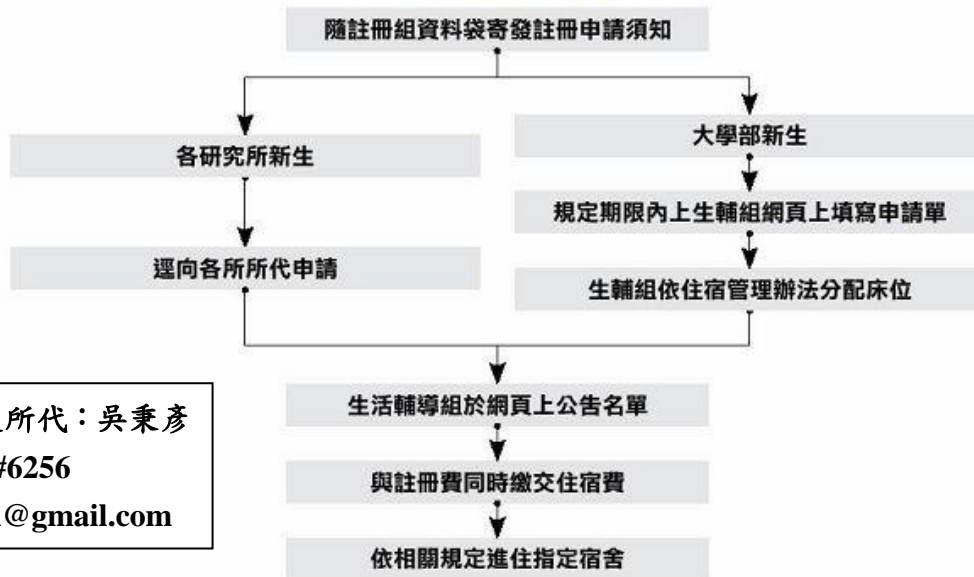 隨註冊組資料袋寄發註冊申請須知
各研究所新生
大學部新生
規定期限內上生輔組網頁上填寫申請單
逕向各所所代申請
生輔組依住宿管理辦法分配床位
生活輔導組於網頁上公告名單
與註冊費同時繳交住宿費
依相關規定進住指定宿舍
所代：吳秉彥
#6256
@gmail.com